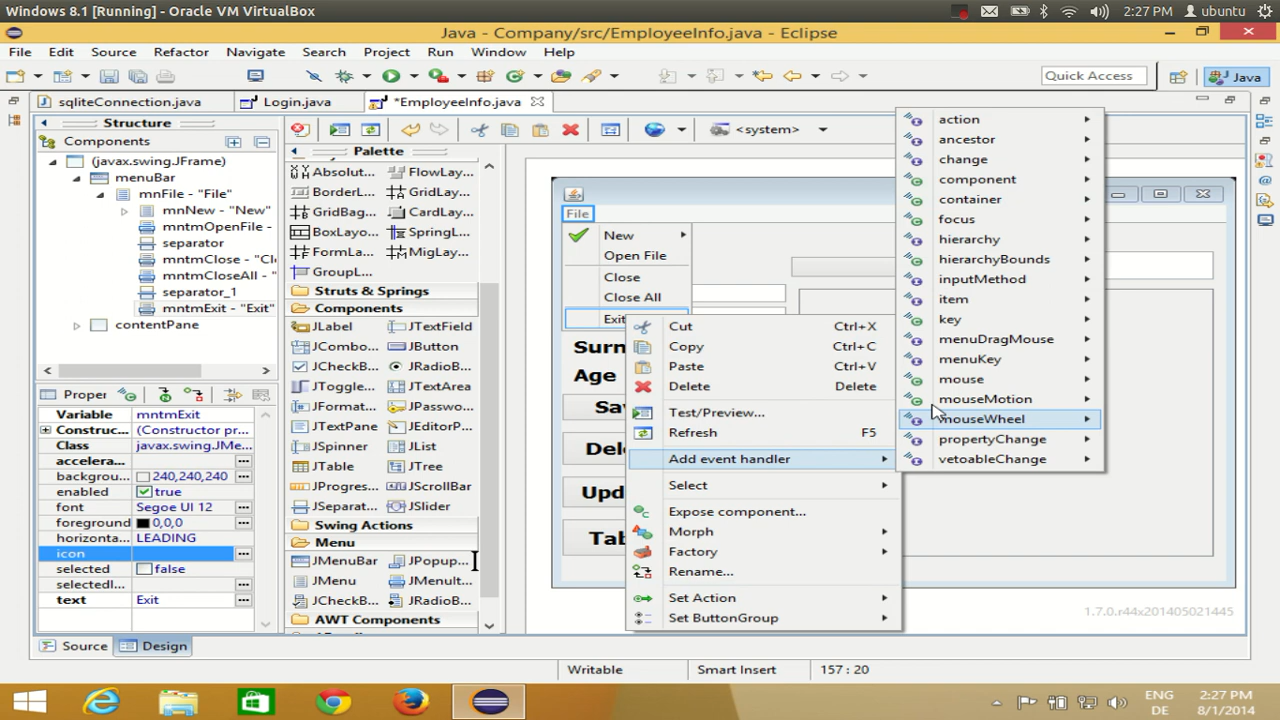 Windows 8.1 [Running] - Oracle VM VirtualBox
2:27 PM
ubuntu
Java - Company/src/EmployeeInfo.java - Eclipse
File Edit Source Refactor Navigate Search Project Run Window Help
Quick Access
Java
sqliteConnection.java
Login.java
*EmployeeInfo.java
Structure
Components
(javax.swing.JFrame)
menuBar
mnFile - "File"
mnNew - "New"
mntmOpenFile - "
separator
mntmClose - "Cl
mntmCloseAll - "
separator_1
mntmExit - "Exit"
contentPane
Proper
Variable mntmExit
Construc... (Constructor pr...
Class javax.swing.JMe...
accelera...
backgrou... 240,240,240
enabled true
font Segoe UI 12
foreground 0,0,0
horizonta... LEADING
icon
selected false
selectedI...
text Exit
Palette
Absolut... FlowLay...
BorderL... GridLay...
GridBag... CardLay...
BoxLayo... SpringL...
FormLa... MigLay...
GroupL...
Struts & Springs
Components
JLabel JTextField
JCombo... JButton
JCheckB... JRadioB...
JToggle... JTextArea
JFormat... JPasswo...
JTextPane JEditorP...
JSpinner JList
JTable JTree
JProgres... JScrollBar
JSeparat... JSlider
Swing Actions
Menu
JMenuBar JPopup...
JMenu JMenuIt...
JCheckB... JRadioB...
AWT Components
<system>
File
New
Open File
Close
Close All
Exit
Surn
Age
Sav
Dele
Upd
Tab
Cut Ctrl+X
Copy Ctrl+C
Paste Ctrl+V
Delete Delete
Test/Preview...
Refresh F5
Add event handler
Select
Expose component...
Morph
Factory
Rename...
Set Action
Set ButtonGroup
action
ancestor
change
component
container
focus
hierarchy
hierarchyBounds
inputMethod
item
key
menuDragMouse
menuKey
mouse
mouseMotion
mouseWheel
propertyChange
vetoableChange
1.7.0.r44x201405021445
Source
Design
Writable
Smart Insert
157 : 20
ENG
DE
2:27 PM
8/1/2014